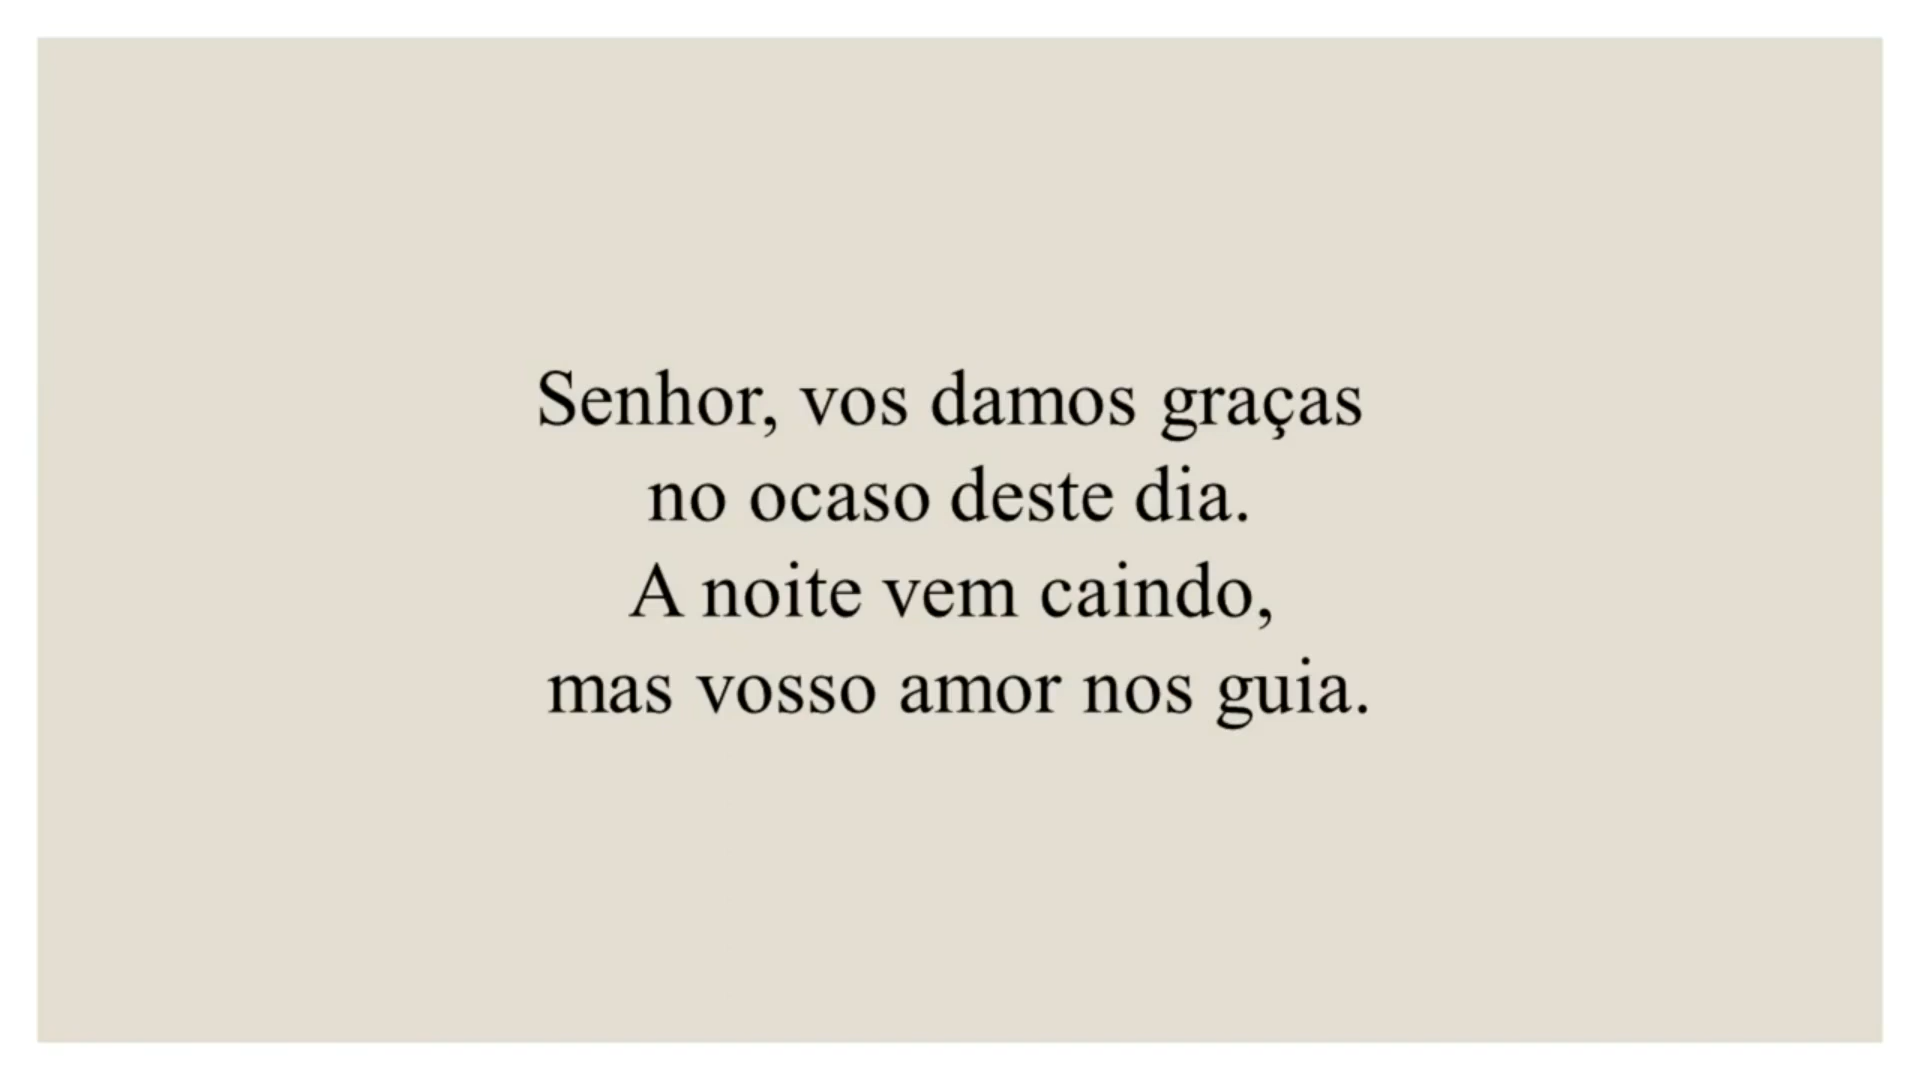 Senhor, vos damos graças
no ocaso deste dia.
A noite vem caindo,
mas vosso amor nos guia.